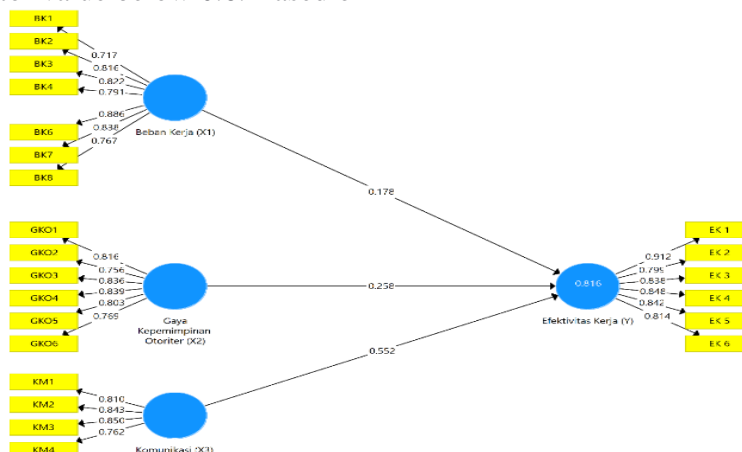 BK1
BK2
BK3
BK4
BK6
BK7
BK8
0.717
0.816
0.822
0.791
0.886
0.838
0.767
Beban Kerja (X1)
0.178
GKO1
GKO2
GKO3
GKO4
GKO5
GKO6
0.816
0.756
0.836
0.839
0.803
0.769
Gaya
Kepemimpinan
Otoriter (X2)
0.258
KM1
KM2
KM3
KM4
0.810
0.843
0.850
0.762
Komunikasi (X3)
0.552
0.816
Efektivitas Kerja (Y)
0.912
0.799
0.838
0.848
0.842
0.814
EK 1
EK 2
EK 3
EK 4
EK 5
EK 6